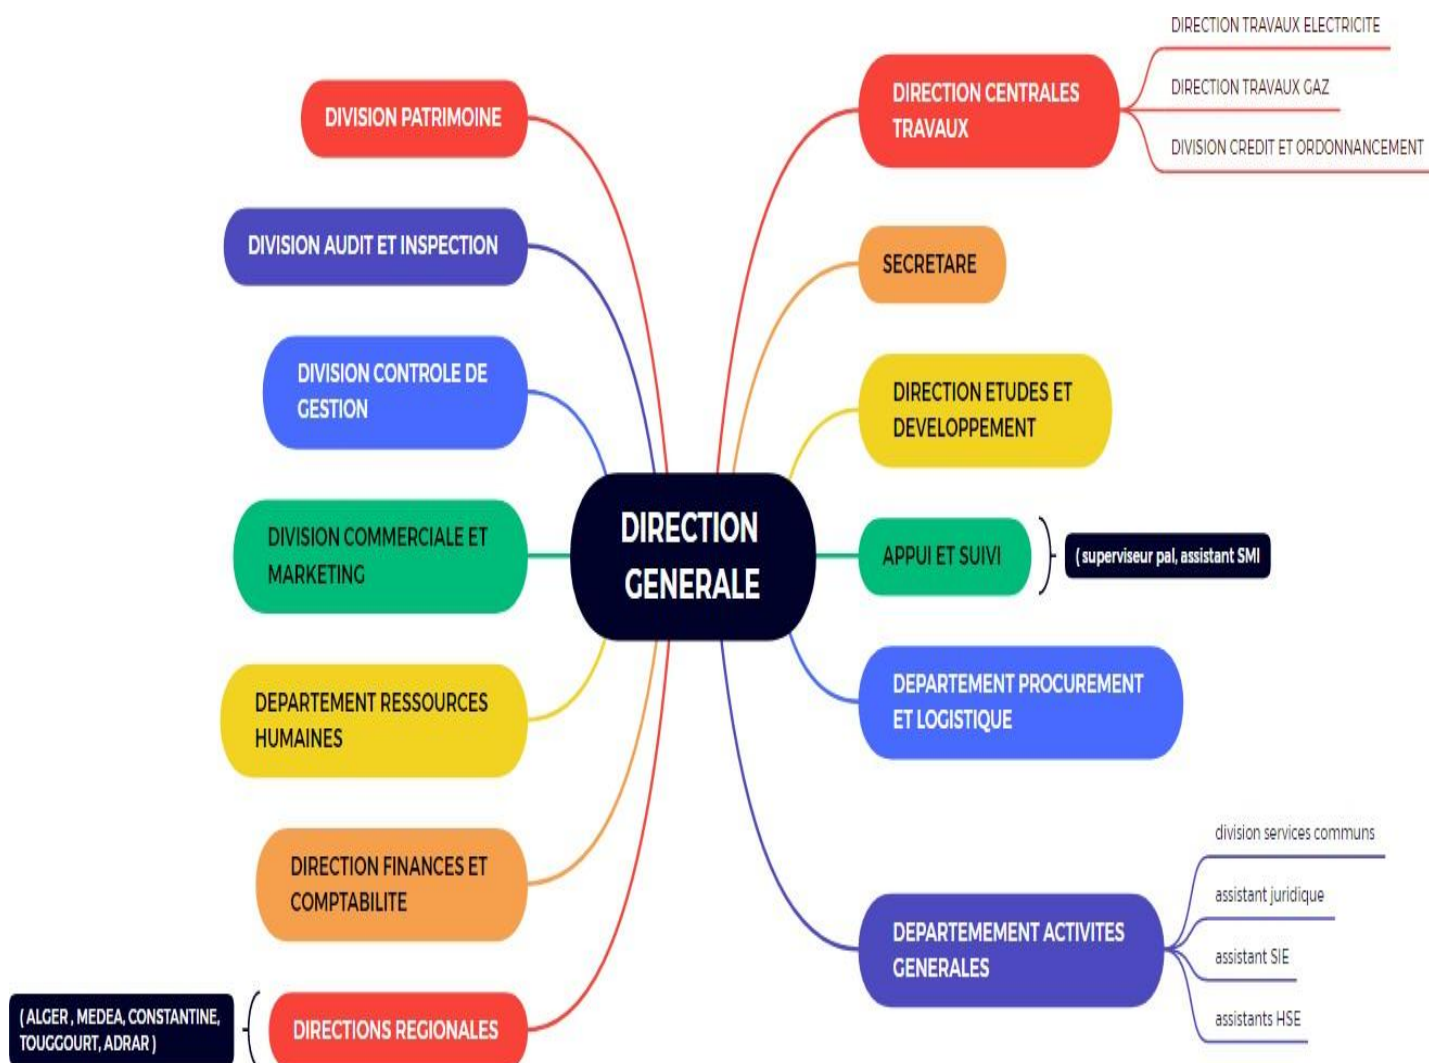 DIRECTION
GENERALE
DIRECTION CENTRALES
TRAVAUX
DIRECTION TRAVAUX ELECTRICITE
DIRECTION TRAVAUX GAZ
DIVISION CREDIT ET ORDONNANCEMENT
SECRETARE
DIRECTION ETUDES ET
DEVELOPPEMENT
APPUI ET SUIVI
( superviseur pal, assistant SMI
DEPARTEMENT PROCUREMENT
ET LOGISTIQUE
DEPARTEMEMENT ACTIVITES
GENERALES
division services communs
assistant juridique
assistant SIE
assistants HSE
DIVISION PATRIMOINE
DIVISION AUDIT ET INSPECTION
DIVISION CONTROLE DE
GESTION
DIVISION COMMERCIALE ET
MARKETING
DEPARTEMENT RESSOURCES
HUMAINES
DIRECTION FINANCES ET
COMPTABILITE
DIRECTIONS REGIONALES
( ALGER , MEDEA, CONSTANTINE,
TOUGGOURT, ADRAR )